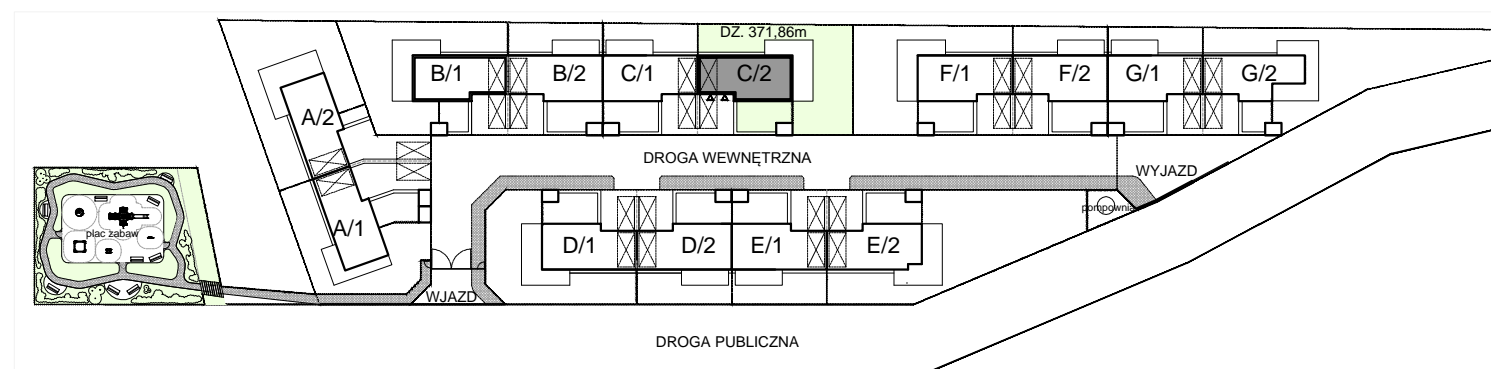 DZ. 371,86m
B/1
B/2
C/1
C/2
F/1
F/2
G/1
G/2
A/2
DROGA WEWNĘTRZNA
WYJAZD
A/1
plac zabaw
pompownia
D/1
D/2
E/1
E/2
WJAZD
DROGA PUBLICZNA